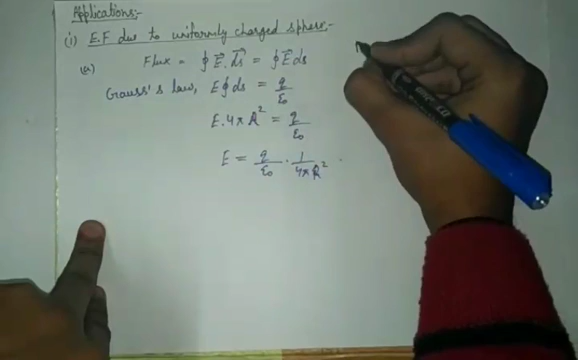 Applications:-
(i) E.F due to uniformly charged sphere:-
(a) Flux = ∮ E⃗. ds⃗ = ∮ E⃗ ds
Gauss's law, E ∮ ds = q/ε₀
E. 4π R² = q/ε₀
E = q/ε₀ . 1/4πR² .